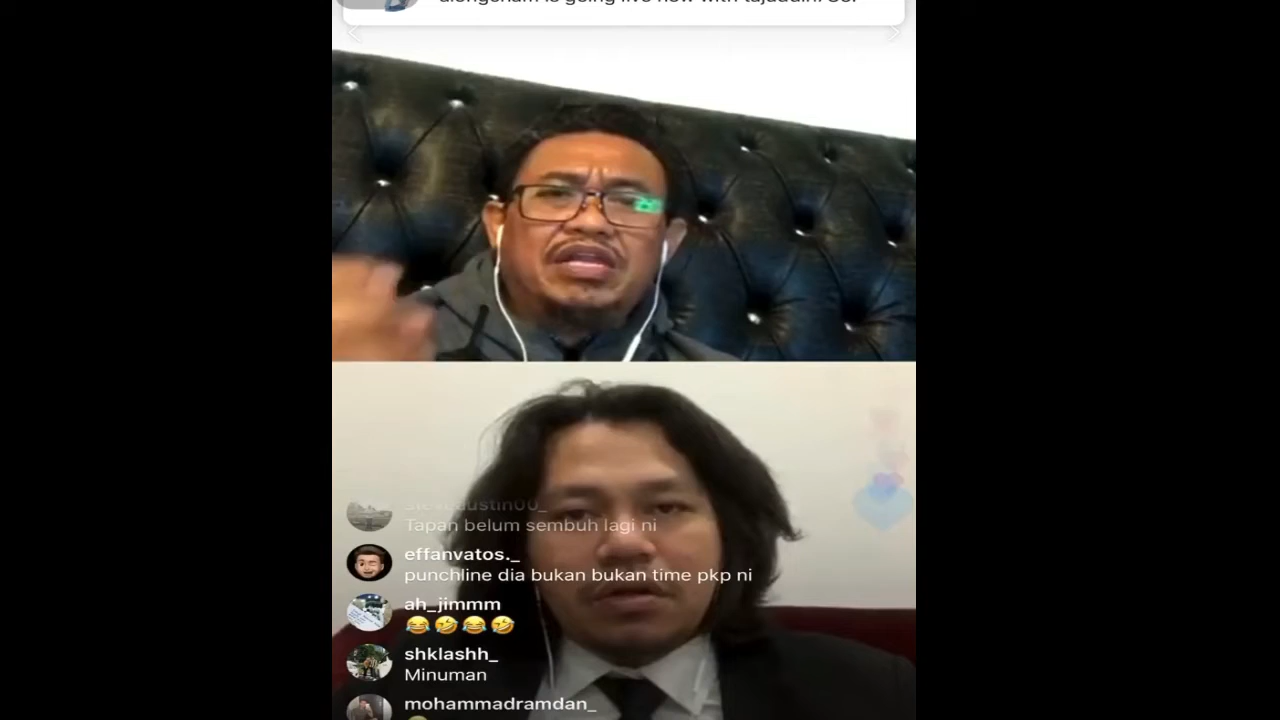 is going live now with
Tapan belum sembuh lagi ni
effanvatos._
punchline dia bukan bukan time pkp ni
ah_jimmm
😂🤣😂🤣
shklashh_
Minuman
mohammadramdan_